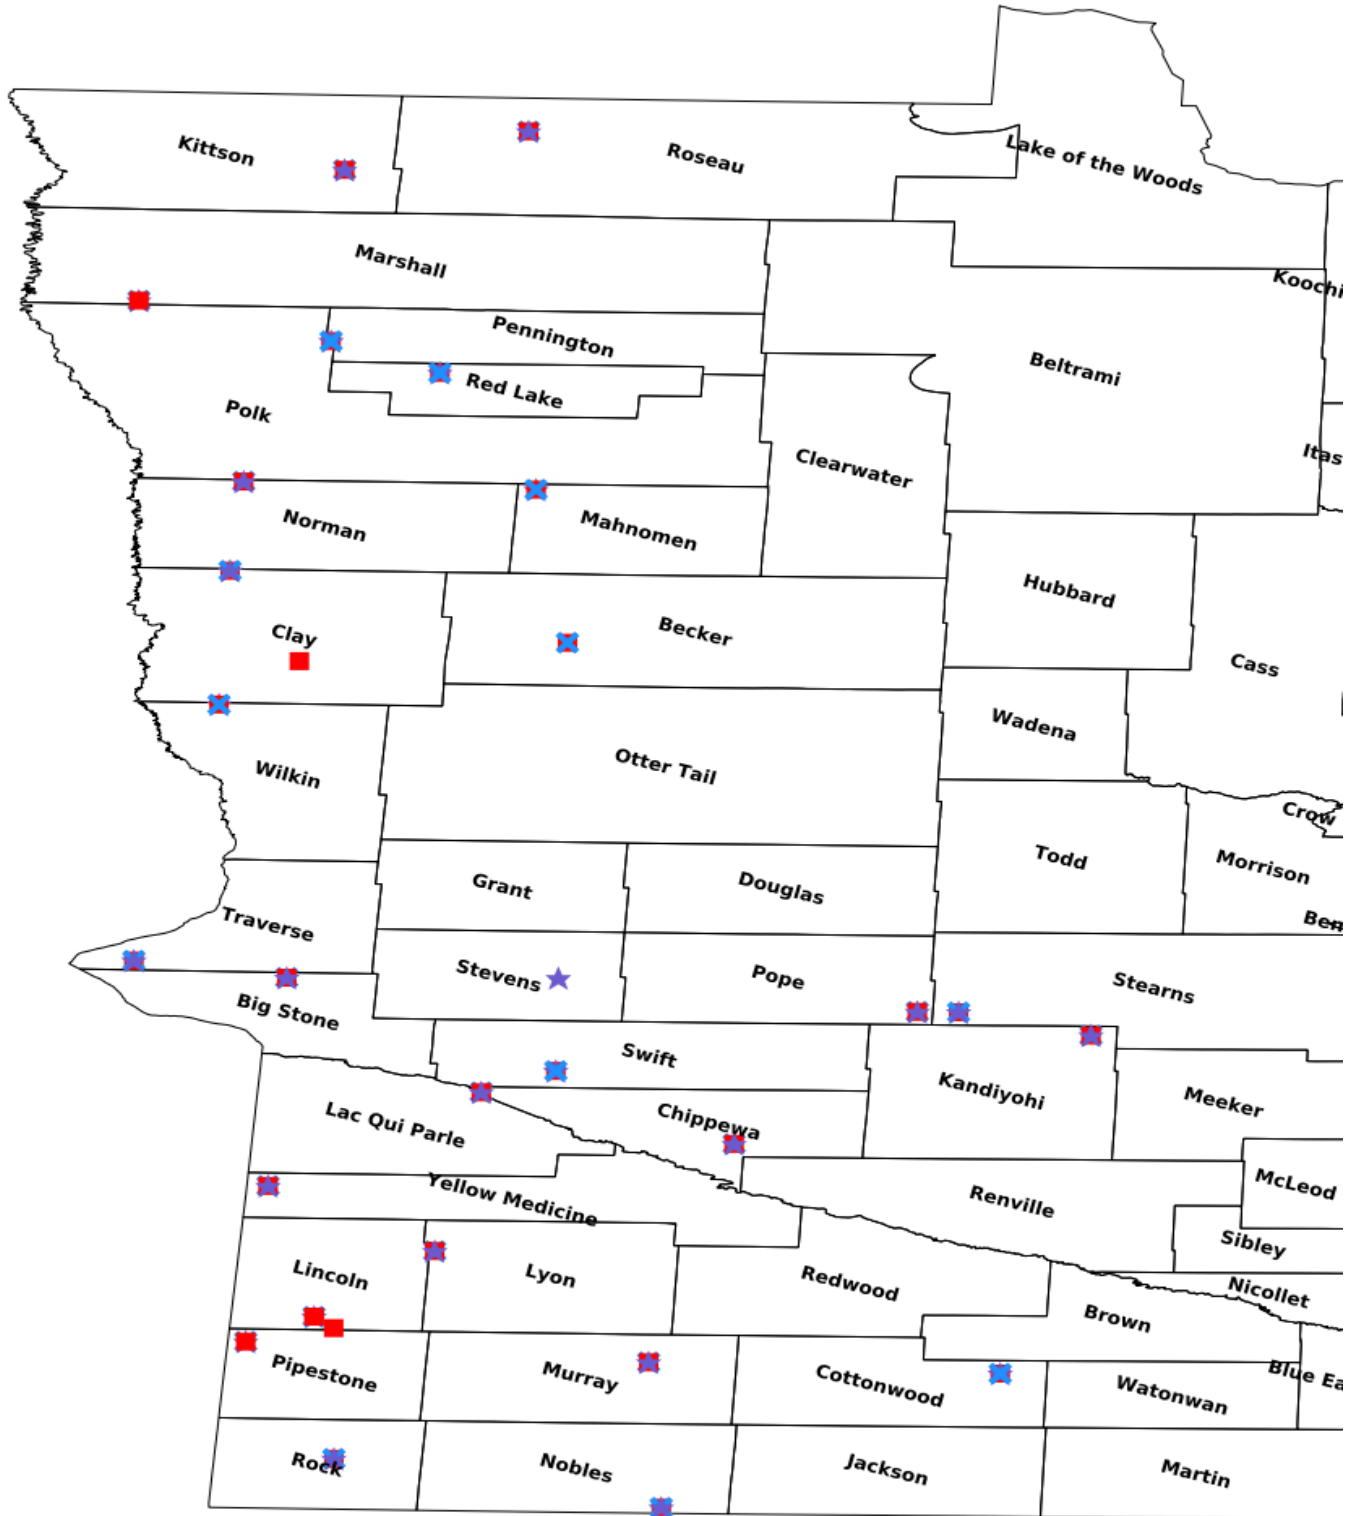 Kittson
Roseau
Lake of the Woods
Marshall
Koochi
Pennington
Beltrami
Red Lake
Polk
Clearwater
Itas
Norman
Mahnomen
Hubbard
Clay
Becker
Cass
Wadena
Wilkin
Otter Tail
Crow
Todd
Morrison
Grant
Douglas
Traverse
Ben
Stevens
Pope
Stearns
Big Stone
Swift
Kandiyohi
Meeker
Lac Qui Parle
Chippewa
McLeod
Yellow Medicine
Renville
Sibley
Lincoln
Lyon
Redwood
Nicollet
Brown
Pipestone
Murray
Cottonwood
Watonwan
Blue Ea
Rock
Nobles
Jackson
Martin